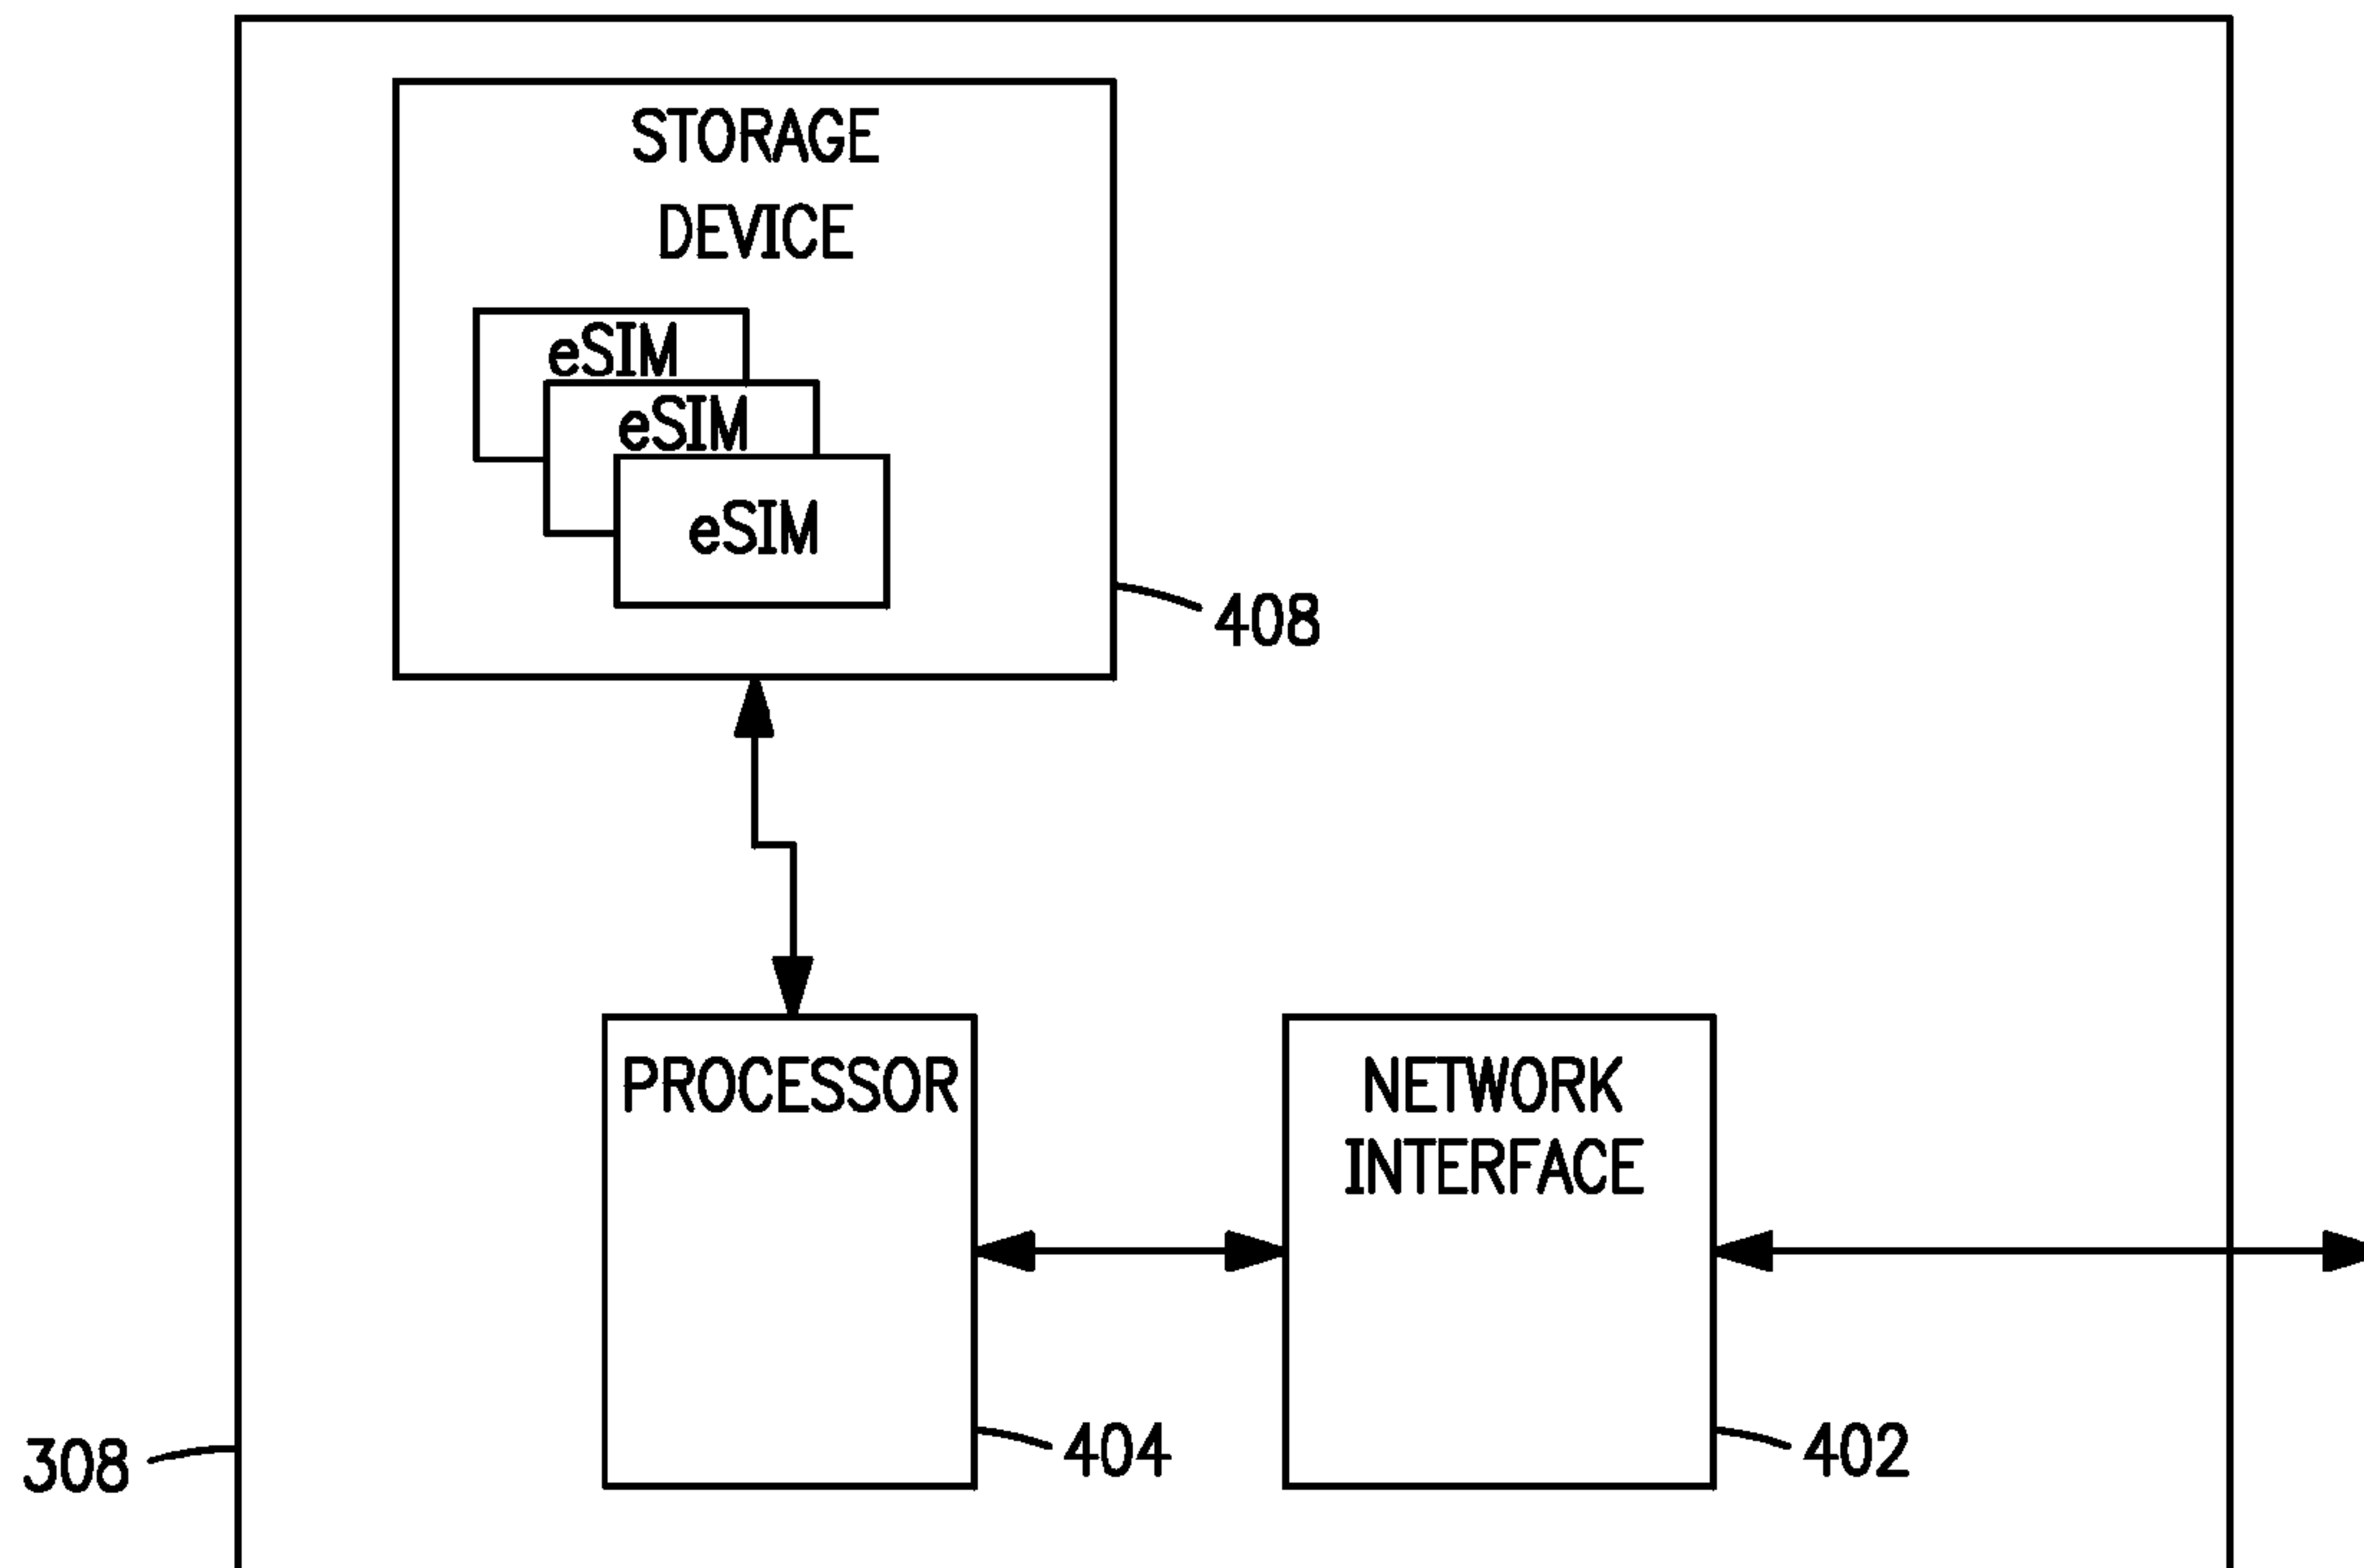 STORAGE
DEVICE
eSIM
eSIM
eSIM
408
PROCESSOR
NETWORK
INTERFACE
404
402
308